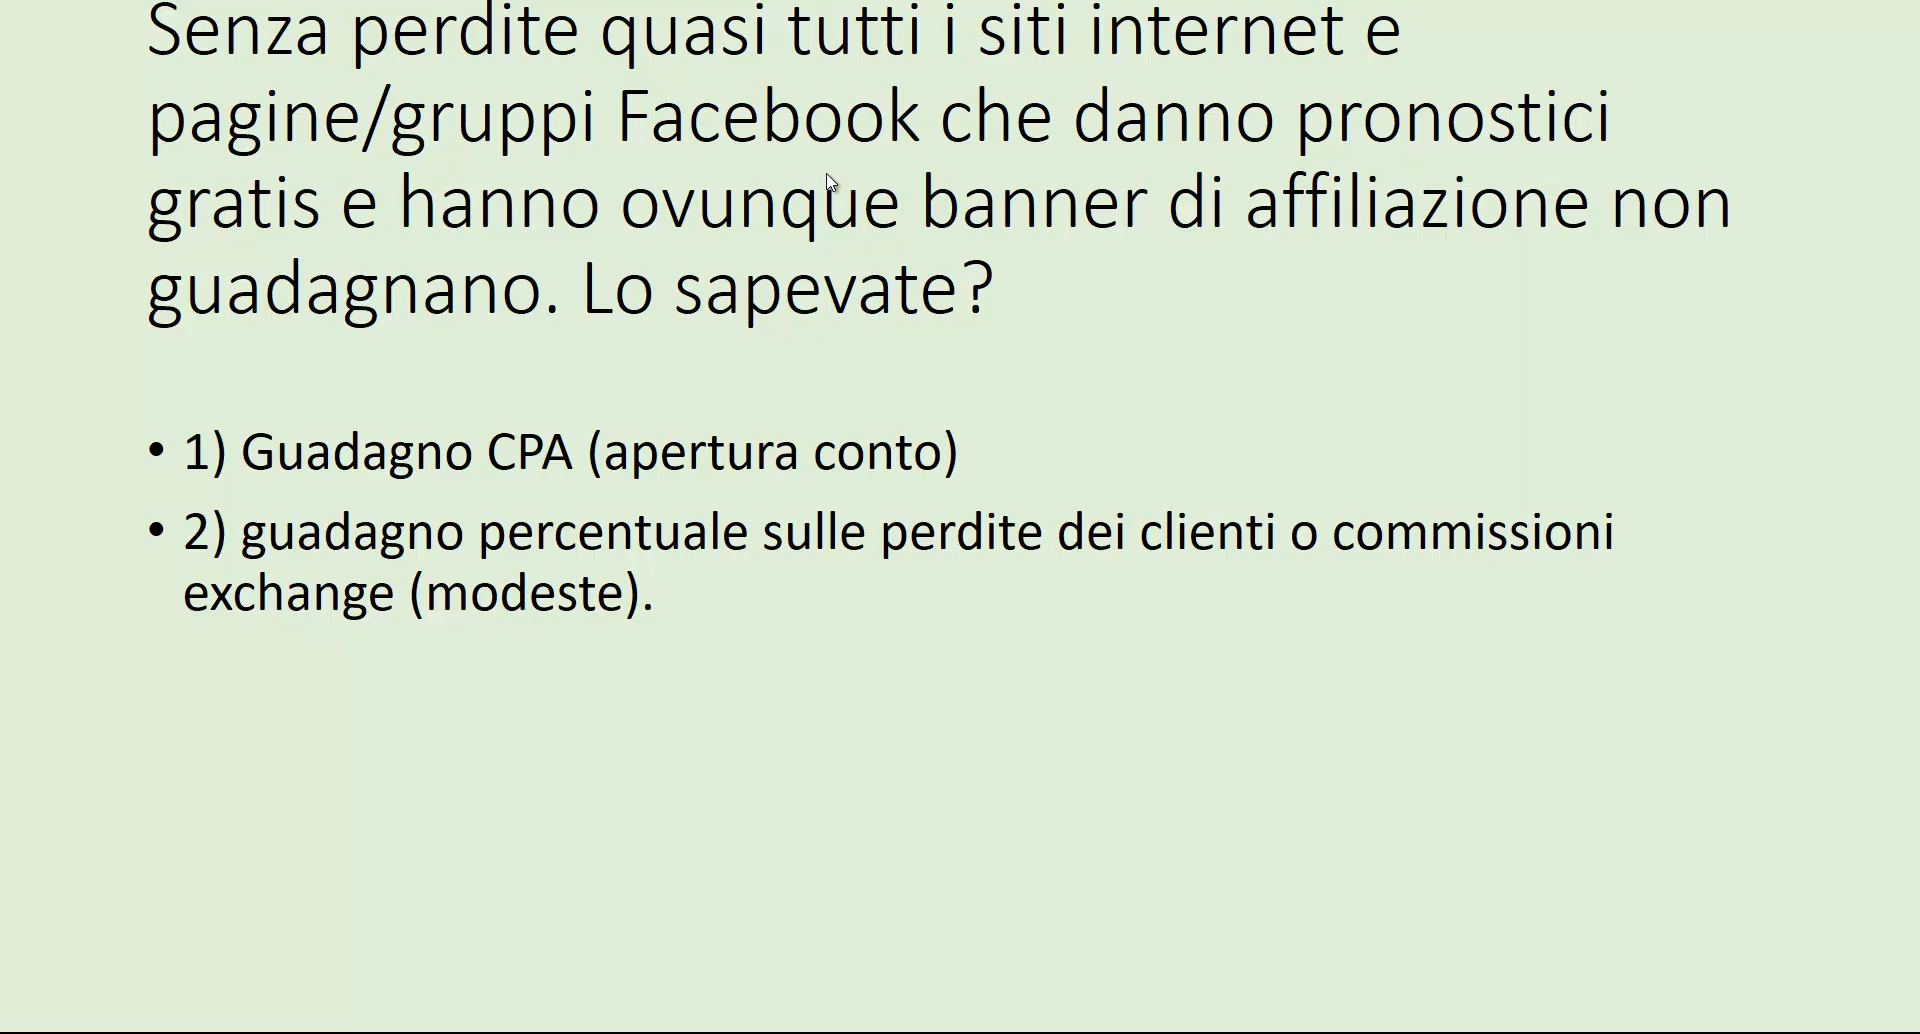 Senza perdite quasi tutti i siti internet e
pagine/gruppi Facebook che danno pronostici
gratis e hanno ovunque banner di affiliazione non
guadagnano. Lo sapevate?
• 1) Guadagno CPA (apertura conto)
• 2) guadagno percentuale sulle perdite dei clienti o commissioni
exchange (modeste).